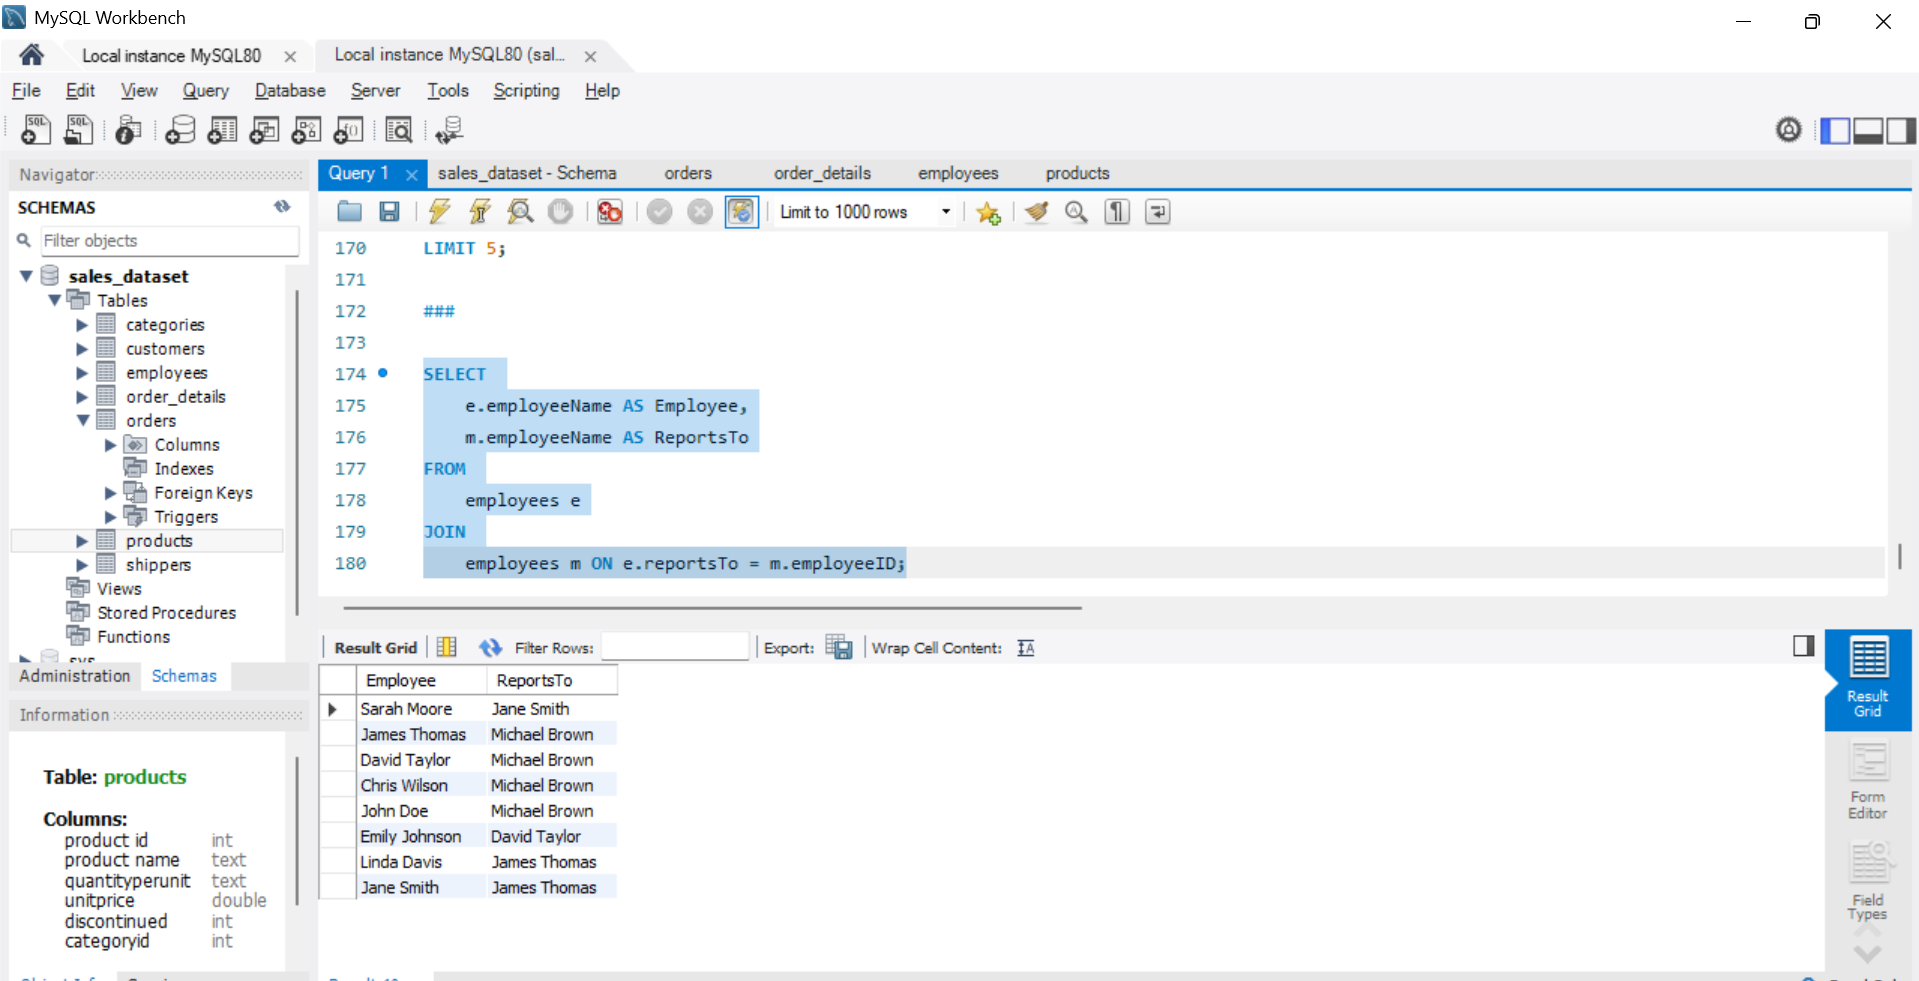 MySQL Workbench
Local instance MySQL80
Local instance MySQL80 (sal...
File Edit View Query Database Server Tools Scripting Help
Navigator
SCHEMAS
Filter objects
sales_dataset
Tables
categories
customers
employees
order_details
orders
Columns
Indexes
Foreign Keys
Triggers
products
shippers
Views
Stored Procedures
Functions
sys
Administration Schemas
Information
Table: products
Columns:
product id int
product name text
quantityperunit text
unitprice double
discontinued int
categoryid int
Query 1 sales_dataset - Schema orders order_details employees products
Limit to 1000 rows
170 LIMIT 5;
171
172 ###
173
174 SELECT
175 e.employeeName AS Employee,
176 m.employeeName AS ReportsTo
177 FROM
178 employees e
179 JOIN
180 employees m ON e.reportsTo = m.employeeID;
Result Grid Filter Rows: Export: Wrap Cell Content:
Employee ReportsTo
Sarah Moore Jane Smith
James Thomas Michael Brown
David Taylor Michael Brown
Chris Wilson Michael Brown
John Doe Michael Brown
Emily Johnson David Taylor
Linda Davis James Thomas
Jane Smith James Thomas
Result
Grid
Form
Editor
Field
Types